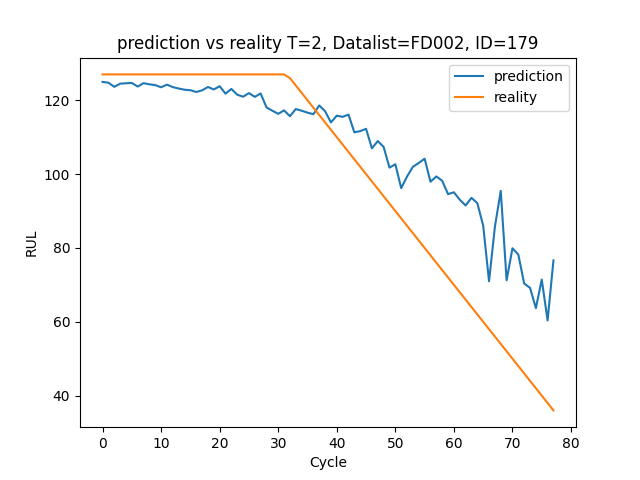 prediction vs reality T=2, Datalist=FD002, ID=179
prediction
reality
120
100
80
60
40
RUL
0 10 20 30 40 50 60 70 80
Cycle